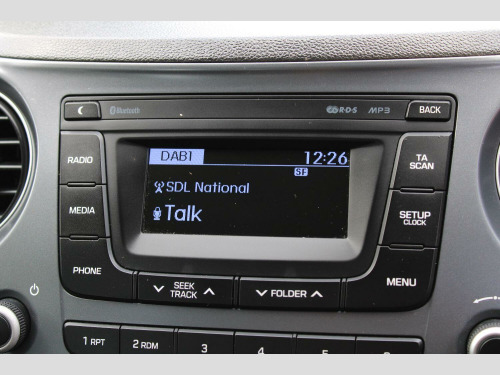 Bluetooth R·D·S MP3 BACK
RADIO DAB1 12:26 TA SCAN
SF
SDL National
MEDIA Talk SETUP CLOCK
PHONE SEEK TRACK FOLDER MENU
1 RPT 2 RDM 3 4 5